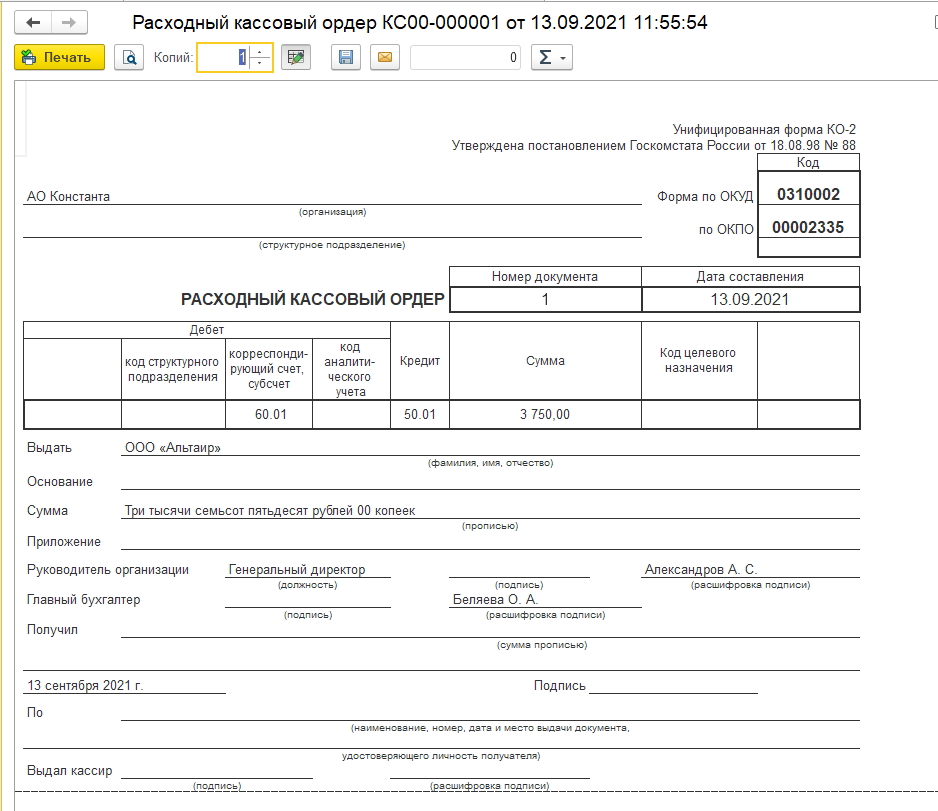 Расходный кассовый ордер КС00-000001 от 13.09.2021 11:55:54
Печать Копий: 1 0 Σ
Унифицированная форма КО-2
Утверждена постановлением Госкомстата России от 18.08.98 № 88
Код
АО Константа Форма по ОКУД 0310002
(организация)
по ОКПО 00002335
(структурное подразделение)
Номер документа Дата составления
РАСХОДНЫЙ КАССОВЫЙ ОРДЕР 1 13.09.2021
Дебет
код структурного подразделения
корреспонди-
рующий счет,
субсчет
код
аналити-
ческого
учета
Кредит
Сумма
Код целевого
назначения
60.01 50.01 3 750,00
Выдать ООО «Альтаир»
(фамилия, имя, отчество)
Основание
Сумма Три тысячи семьсот пятьдесят рублей 00 копеек
(прописью)
Приложение
Руководитель организации Генеральный директор Александров А. С.
(должность) (подпись) (расшифровка подписи)
Главный бухгалтер Беляева О. А.
(подпись) (расшифровка подписи)
Получил
(сумма прописью)
13 сентября 2021 г. Подпись
По
(наименование, номер, дата и место выдачи документа,
удостоверяющего личность получателя)
Выдал кассир
(подпись) (расшифровка подписи)